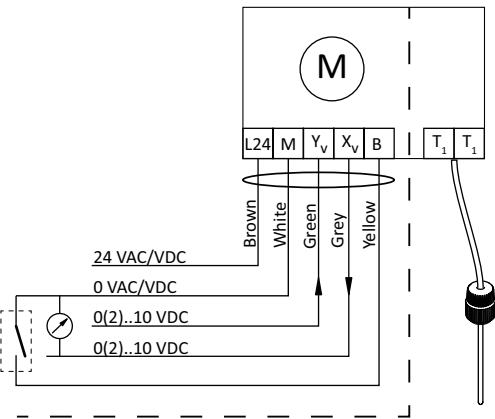 M
L24 M Yv Xv B T1 T1
Brown White Green Grey Yellow
24 VAC/VDC
0 VAC/VDC
0(2)..10 VDC
0(2)..10 VDC